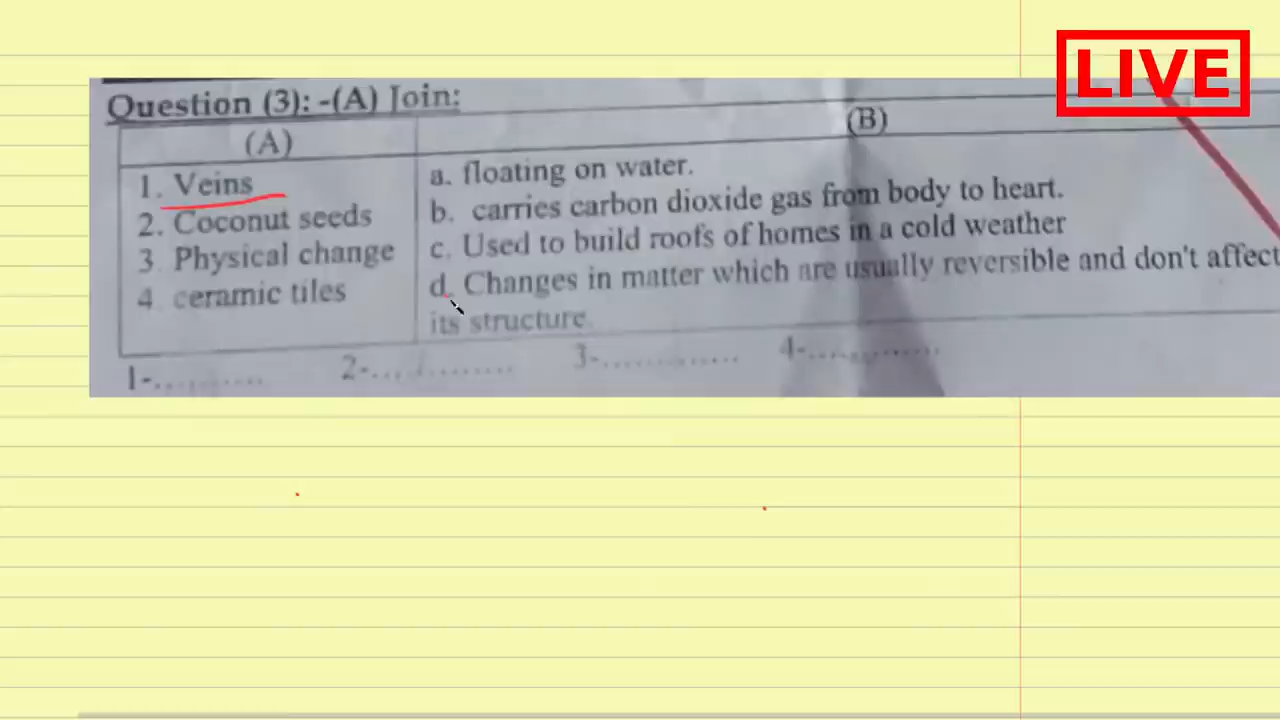 LIVE
Question (3): -(A) Join:
(A)
(B)
1. Veins
2. Coconut seeds
3. Physical change
4. ceramic tiles
a. floating on water.
b. carries carbon dioxide gas from body to heart.
c. Used to build roofs of homes in a cold weather
d. Changes in matter which are usually reversible and don't affect
its structure.
1-............ 2-................ 3-............... 4-..............